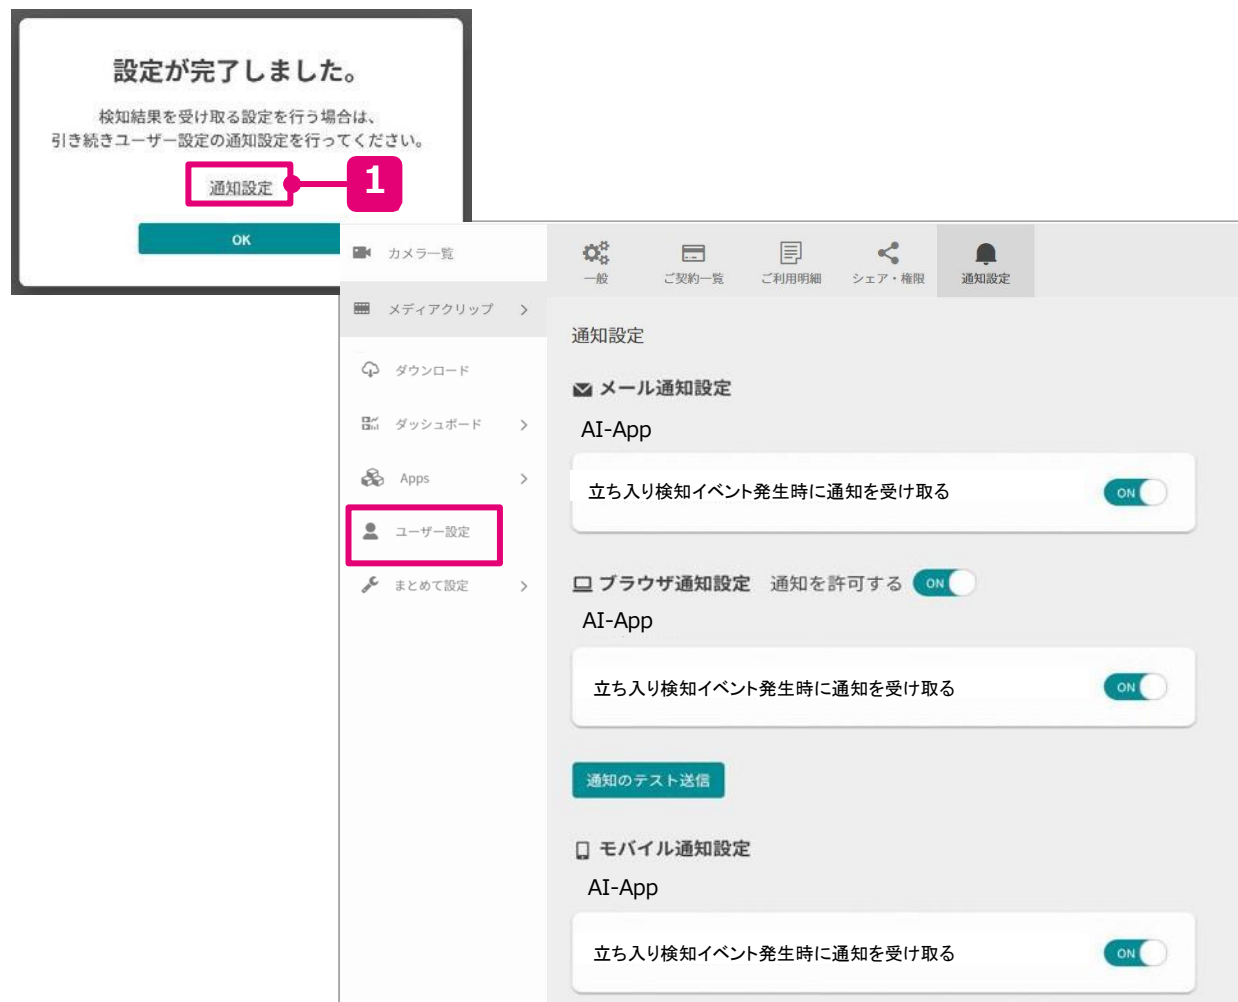 設定が完了しました。
検知結果を受け取る設定を行う場合は、
引き続きユーザー設定の通知設定を行ってください。
通知設定
1
OK
カメラ一覧
メディアクリップ
ダウンロード
ダッシュボード
Apps
ユーザー設定
まとめて設定
一般
ご契約一覧
ご利用明細
シェア・権限
通知設定
通知設定
メール通知設定
AI-App
立ち入り検知イベント発生時に通知を受け取る ON
ブラウザ通知設定 通知を許可する ON
AI-App
立ち入り検知イベント発生時に通知を受け取る ON
通知のテスト送信
モバイル通知設定
AI-App
立ち入り検知イベント発生時に通知を受け取る ON